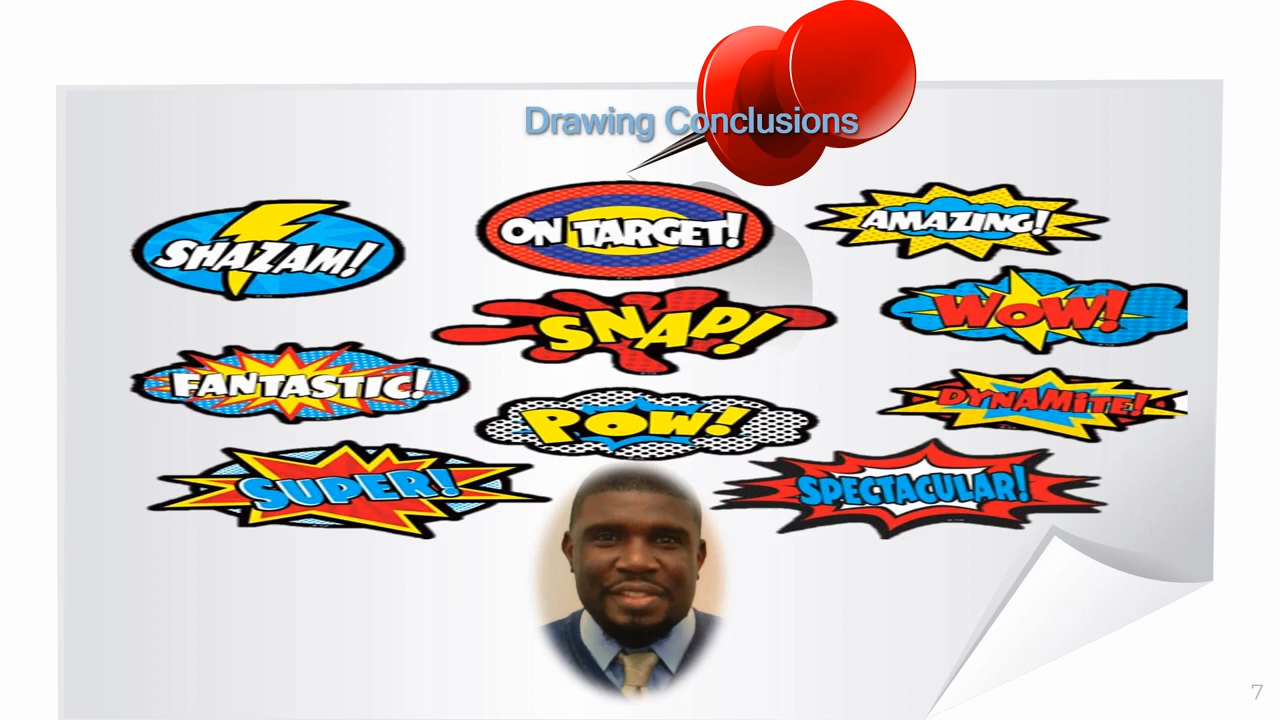 Drawing Conclusions
SHAZAM!
ON TARGET!
AMAZING!
SNAP!
WOW!
FANTASTIC!
POW!
DYNAMITE!
SUPER!
SPECTACULAR!
7